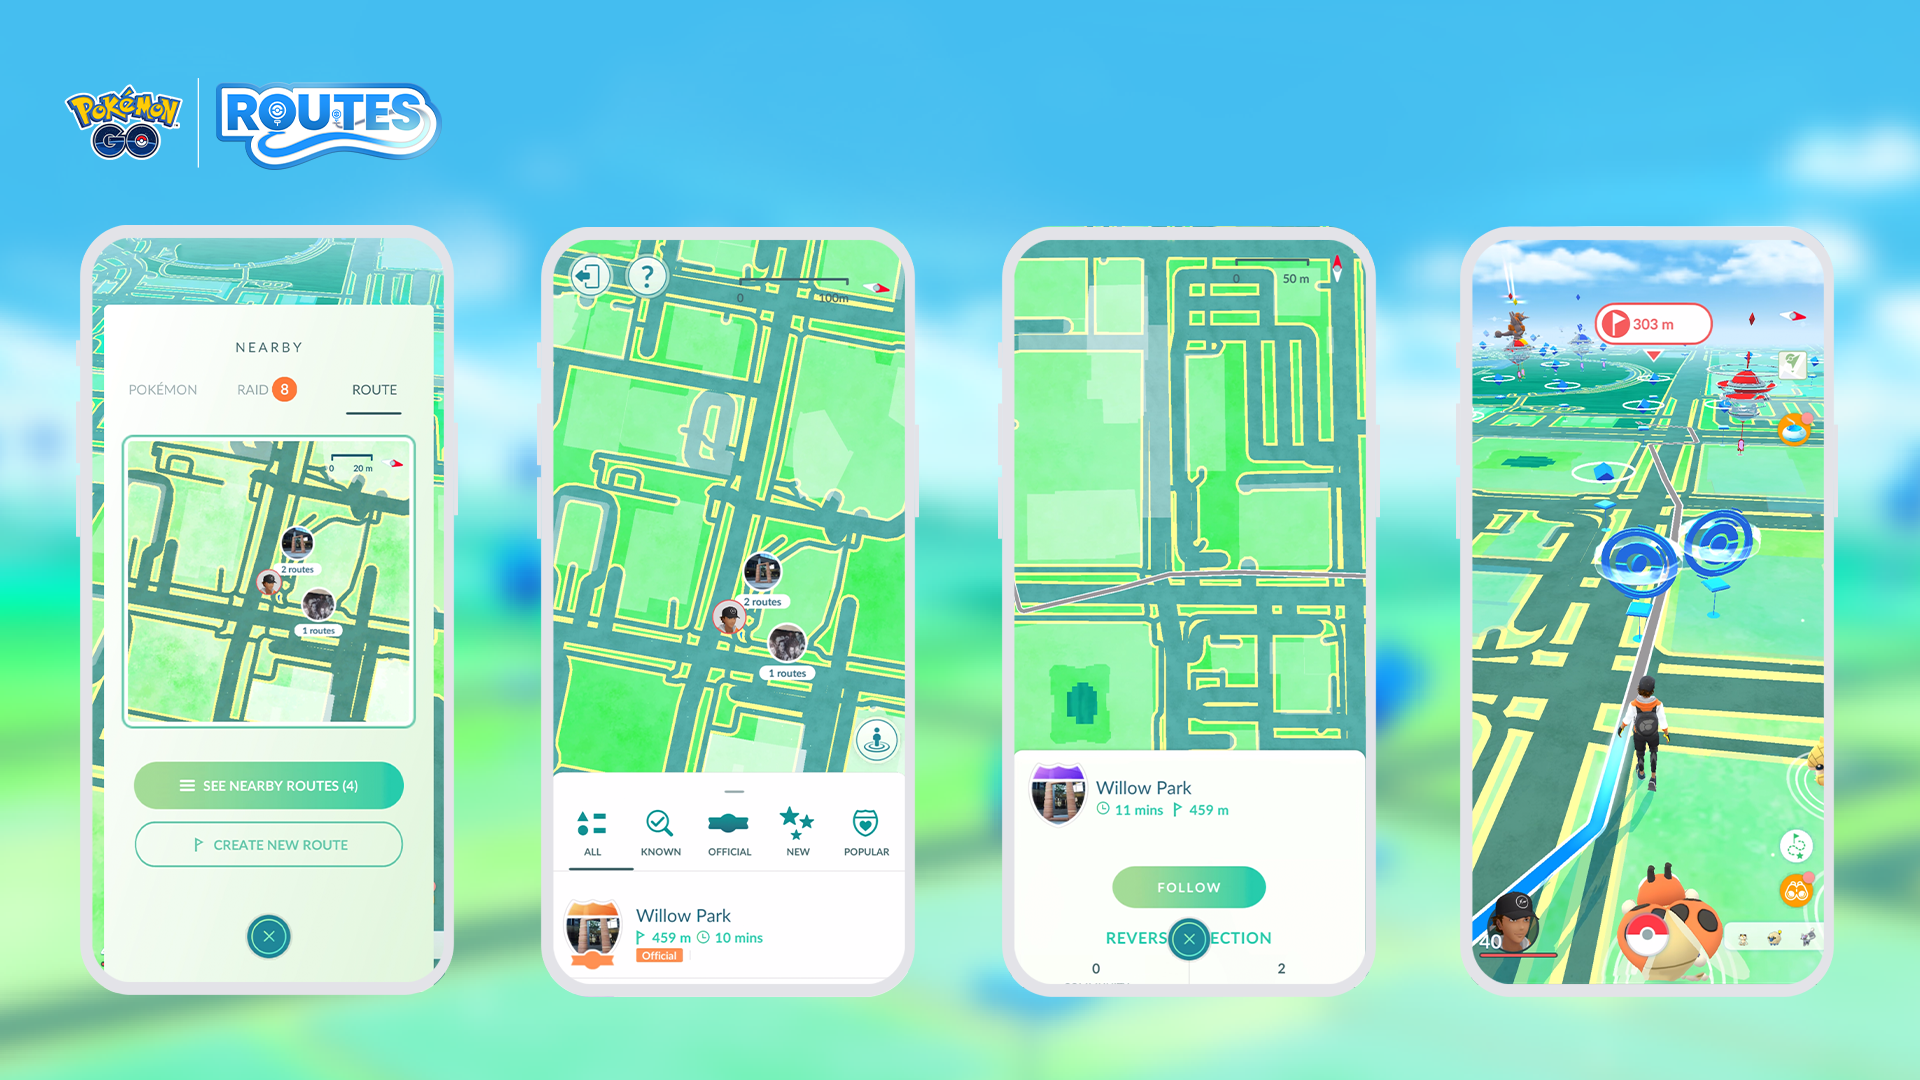 POKÉMON GO
ROUTES
NEARBY
POKÉMON RAID 8 ROUTE
0 20 m
2 routes
1 routes
SEE NEARBY ROUTES (4)
CREATE NEW ROUTE
?
0 100m
2 routes
1 routes
ALL KNOWN OFFICIAL NEW POPULAR
Willow Park
459 m 10 mins
Official
0 50 m
Willow Park
11 mins 459 m
FOLLOW
REVERS ECTION
0 2
303 m
40